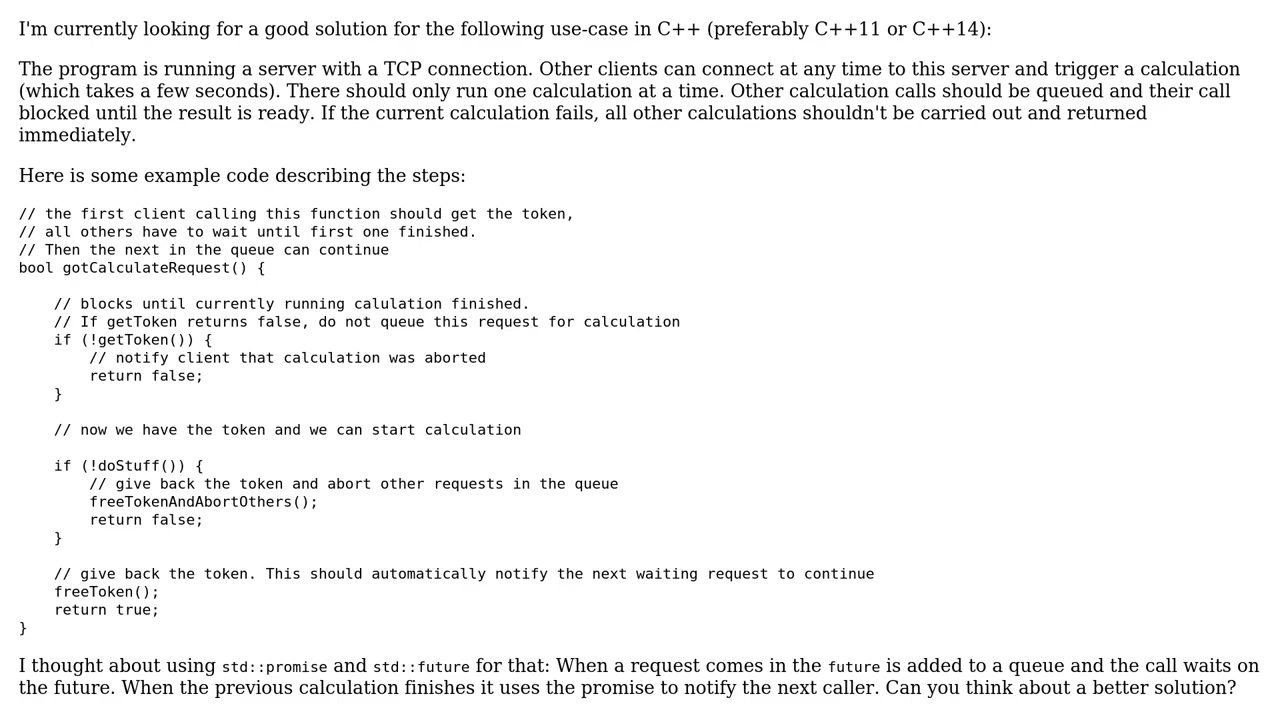 I'm currently looking for a good solution for the following use-case in C++ (preferably C++11 or C++14):
The program is running a server with a TCP connection. Other clients can connect at any time to this server and trigger a calculation
(which takes a few seconds). There should only run one calculation at a time. Other calculation calls should be queued and their call
blocked until the result is ready. If the current calculation fails, all other calculations shouldn't be carried out and returned
immediately.
Here is some example code describing the steps:
// the first client calling this function should get the token,
// all others have to wait until first one finished.
// Then the next in the queue can continue
bool gotCalculateRequest() {
    // blocks until currently running calulation finished.
    // If getToken returns false, do not queue this request for calculation
    if (!getToken()) {
        // notify client that calculation was aborted
        return false;
    }
    // now we have the token and we can start calculation
    if (!doStuff()) {
        // give back the token and abort other requests in the queue
        freeTokenAndAbortOthers();
        return false;
    }
    // give back the token. This should automatically notify the next waiting request to continue
    freeToken();
    return true;
}
I thought about using std::promise and std::future for that: When a request comes in the future is added to a queue and the call waits on
the future. When the previous calculation finishes it uses the promise to notify the next caller. Can you think about a better solution?